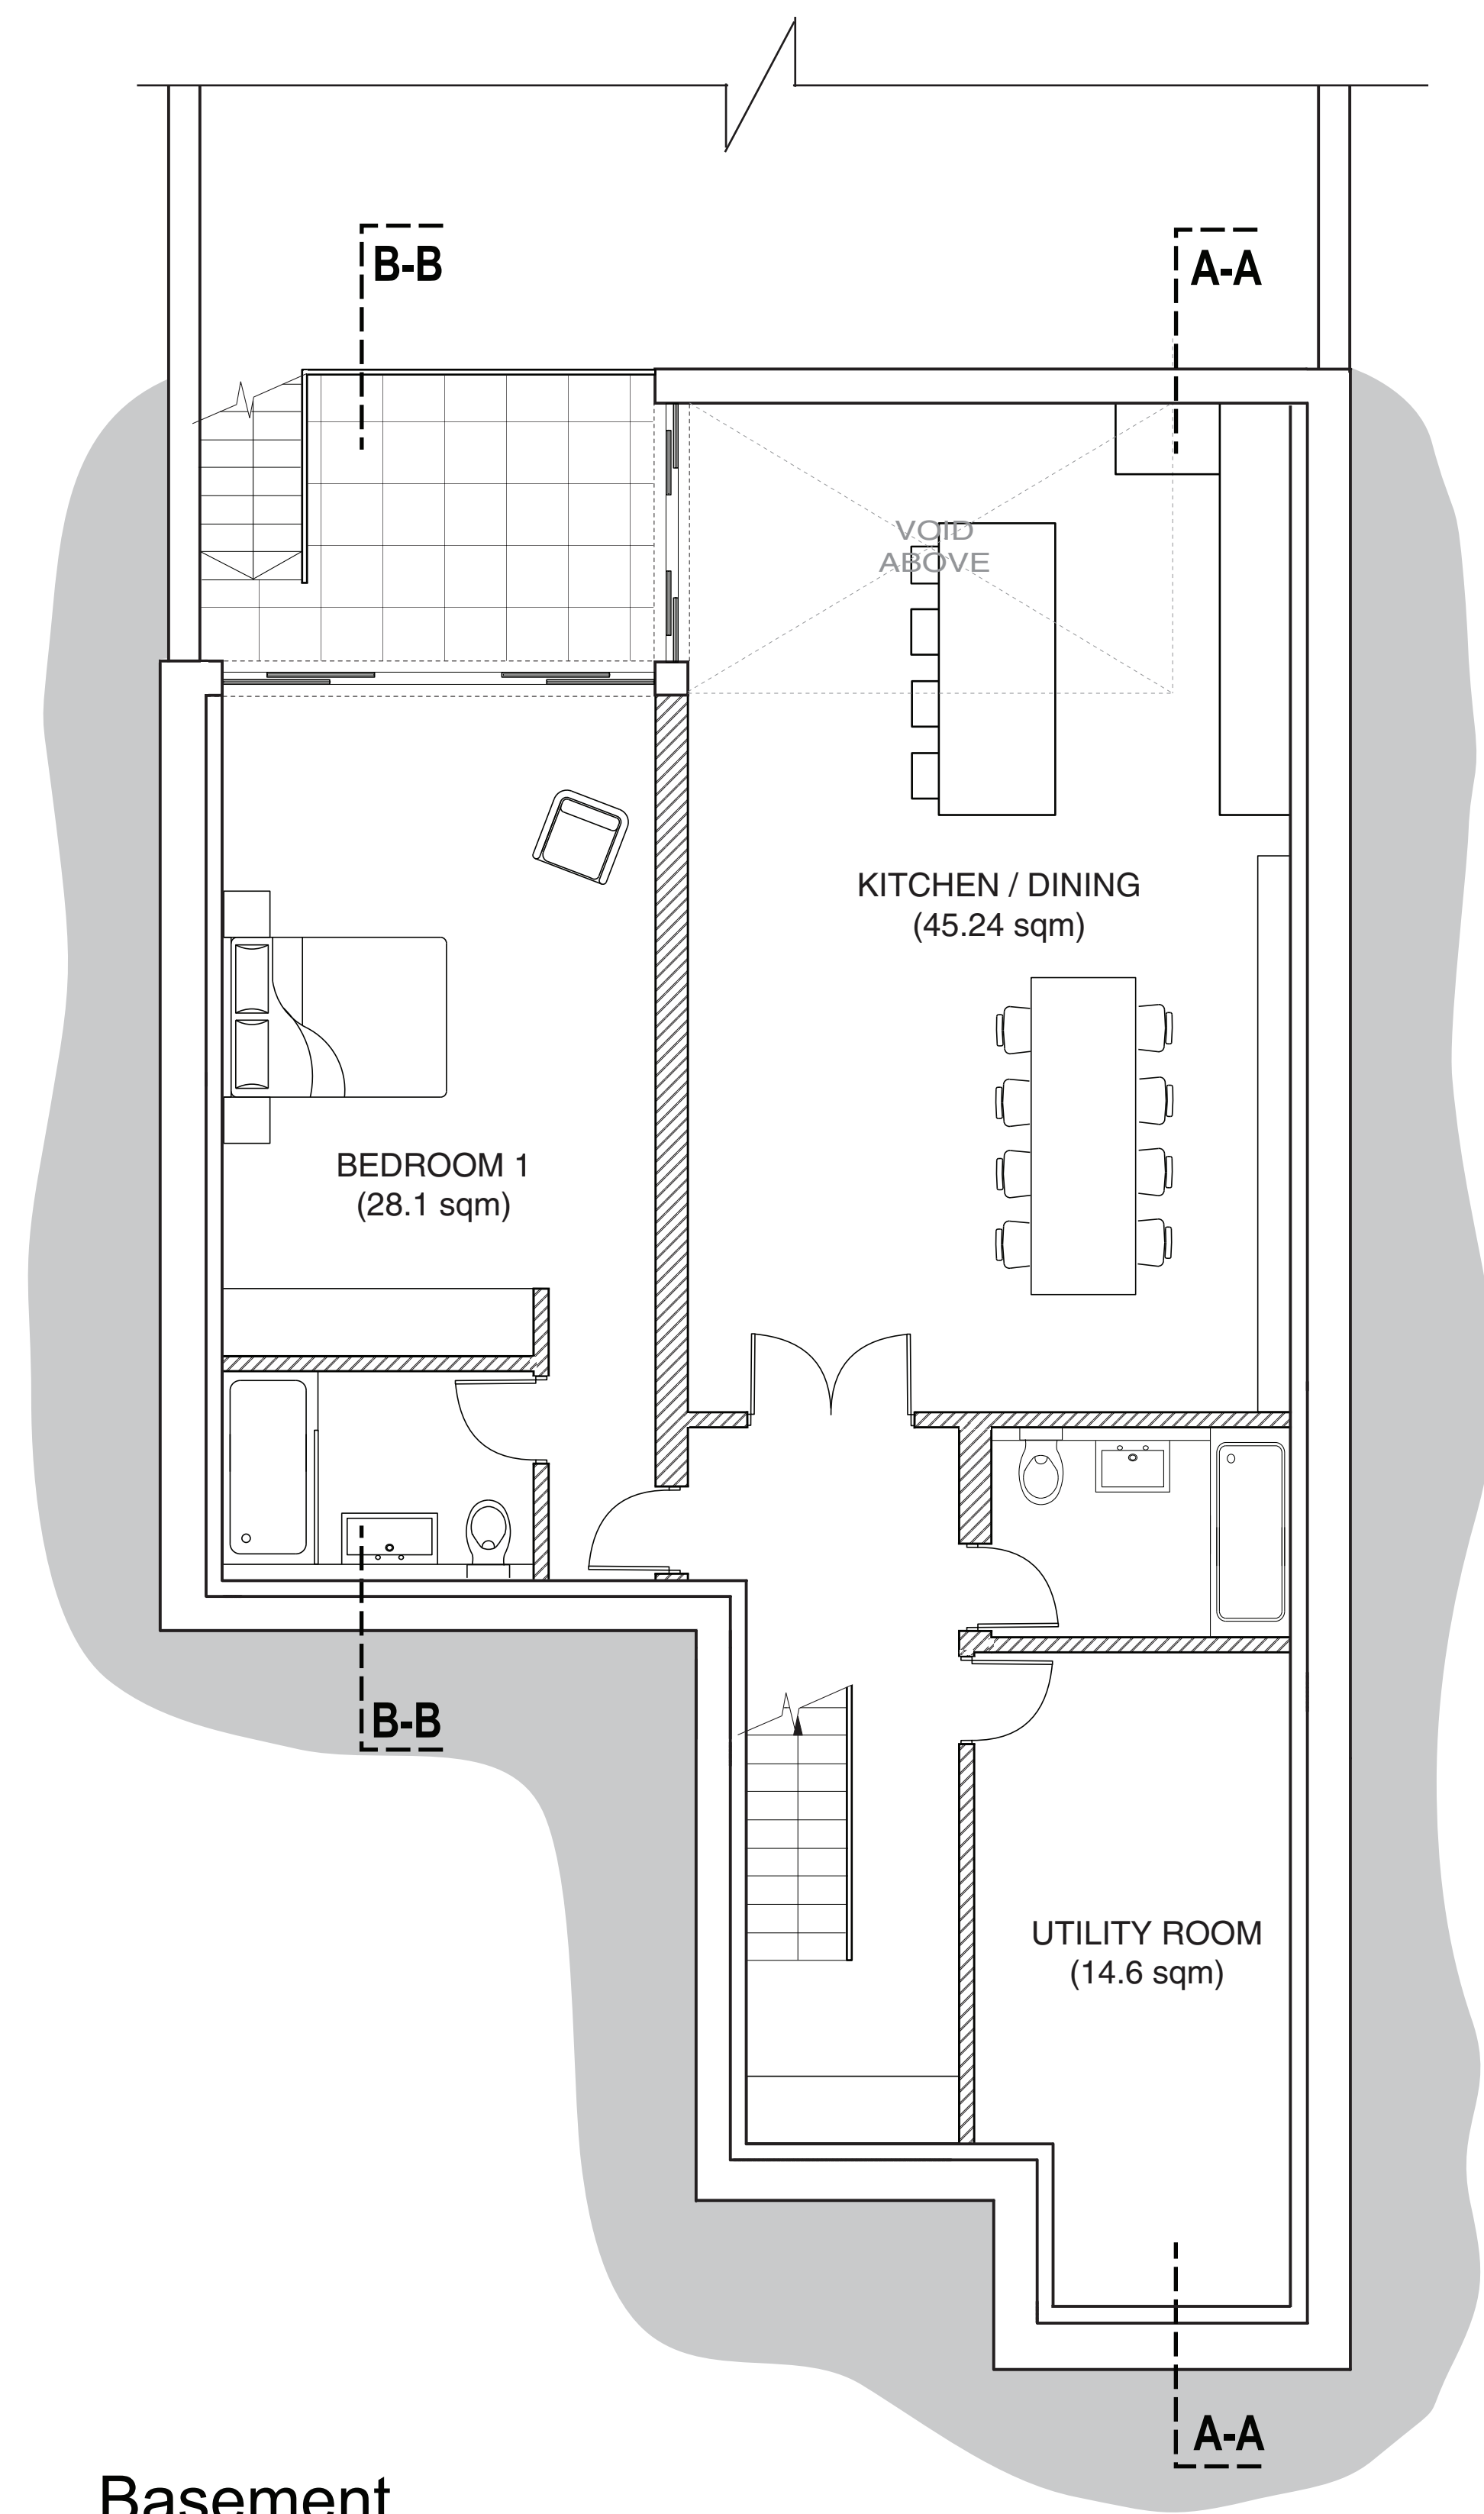 B-B
A-A
VOID
ABOVE
KITCHEN / DINING
(45.24 sqm)
BEDROOM 1
(28.1 sqm)
B-B
UTILITY ROOM
(14.6 sqm)
A-A
Basement